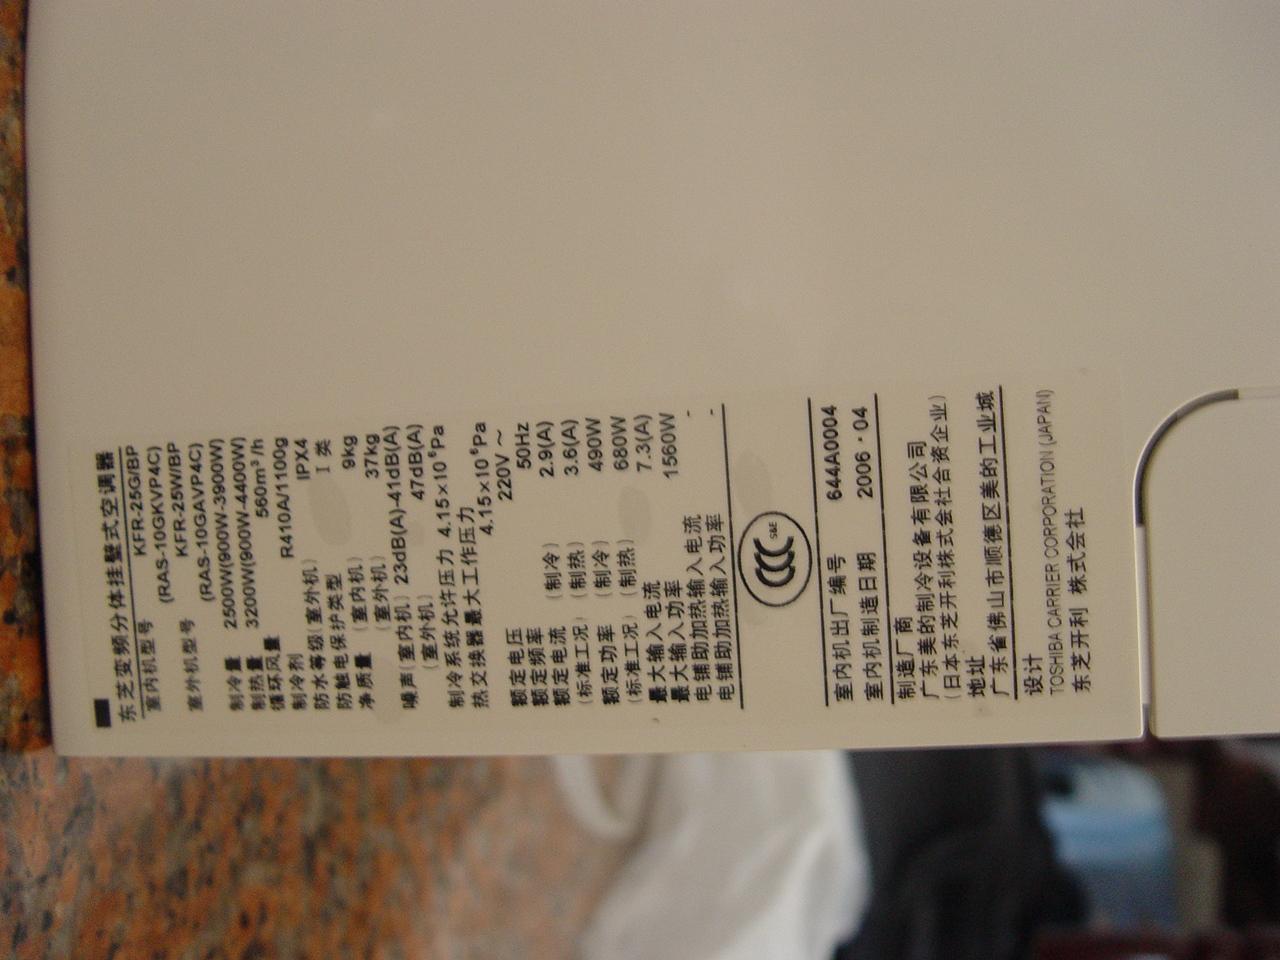 东芝变频分体挂壁式空调器
室内机型号 KFR-25G/BP
(RAS-10GKVP4C)
室外机型号 KFR-25W/BP
(RAS-10GAVP4C)
制冷量 2500W(900W-3900W)
制热量 3200W(900W-4400W)
循环风量 560m³/h
制冷剂 R410A/1100g
防水等级(室外机) IPX4
防触电保护类型 I 类
净质量 (室内机) 9kg
(室外机) 37kg
噪声(室内机) 23dB(A)-41dB(A)
(室外机) 47dB(A)
制冷系统允许压力 4.15×10⁶Pa
热交换器最大工作压力
4.15×10⁶Pa
额定电压 220V～
额定频率 50Hz
额定电流 (制冷) 2.9(A)
(标准工况) (制热) 3.6(A)
额定功率 (制冷) 490W
(标准工况) (制热) 680W
最大输入电流 7.3(A)
最大输入功率 1560W
电辅助加热输入电流 -
电辅助加热输入功率 -
CCC S&E
室内机出厂编号 644A0004
室内机制造日期 2006·04
制造厂商
广东美的制冷设备有限公司
(日本东芝开利株式会社合资企业)
地址
广东省佛山市顺德区美的工业城
设计
TOSHIBA CARRIER CORPORATION (JAPAN)
东芝开利 株式会社